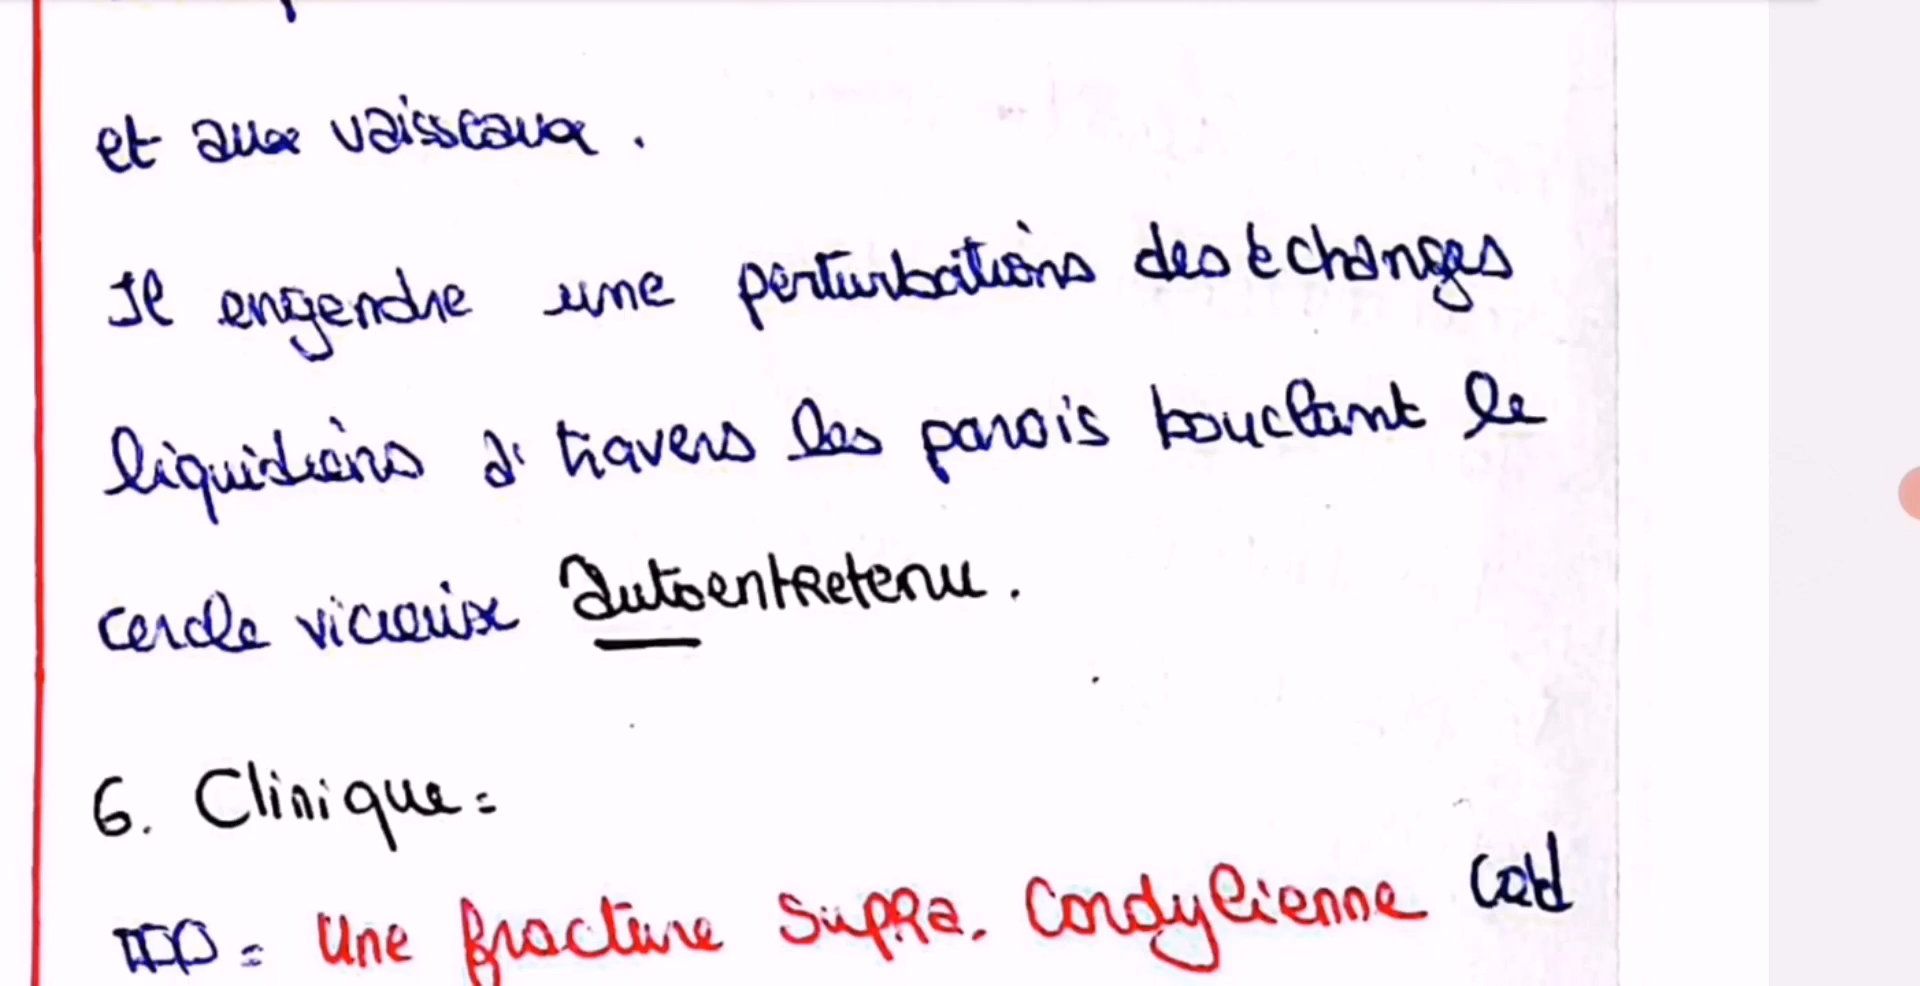 et aux vaisseaux.
Il engendre une perturbations des échanges
liquidiens à travers les parois bouclant le
cercle vicieuix autoentretenu.
6. Clinique =
= Une fracture Supra. Condylienne